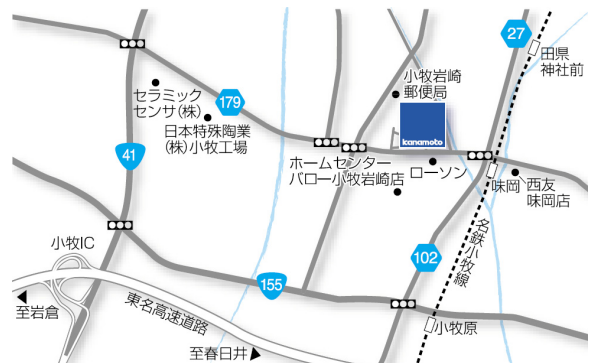 27
田県
神社前
小牧岩崎
郵便局
セラミック
センサ(株)
179
日本特殊陶業
(株)小牧工場
kanamoto
41
ホームセンター
バロー小牧岩崎店
ローソン
味岡
西友
味岡店
名鉄小牧線
小牧IC
102
155
東名高速道路
至岩倉
小牧原
至春日井